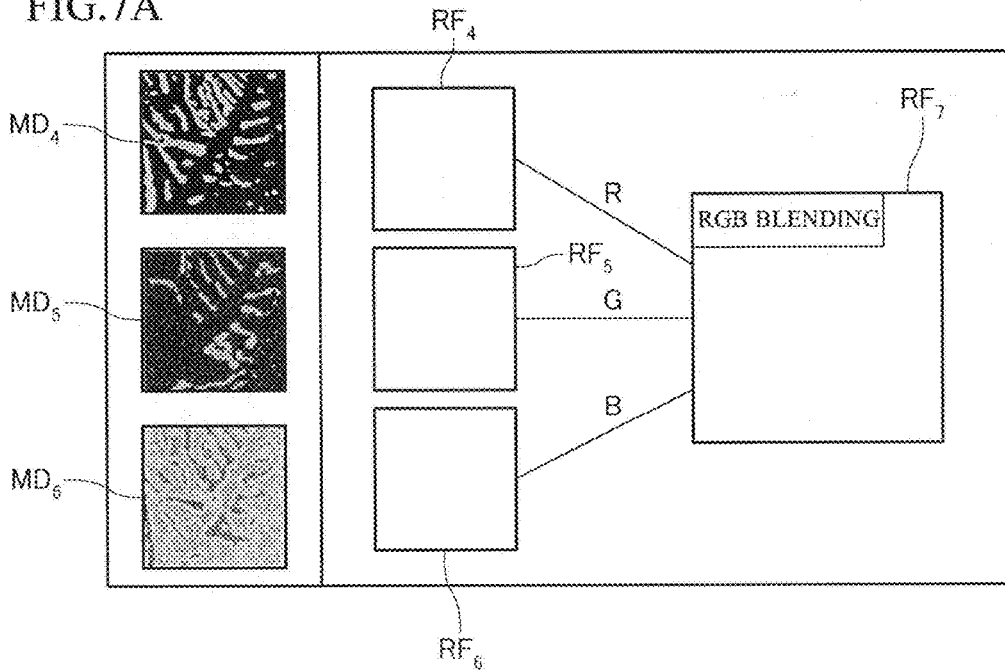 FIG.7A
RF₄
MD₄
RF₇
R
RGB BLENDING
RF₅
MD₅
G
B
MD₆
RF₆